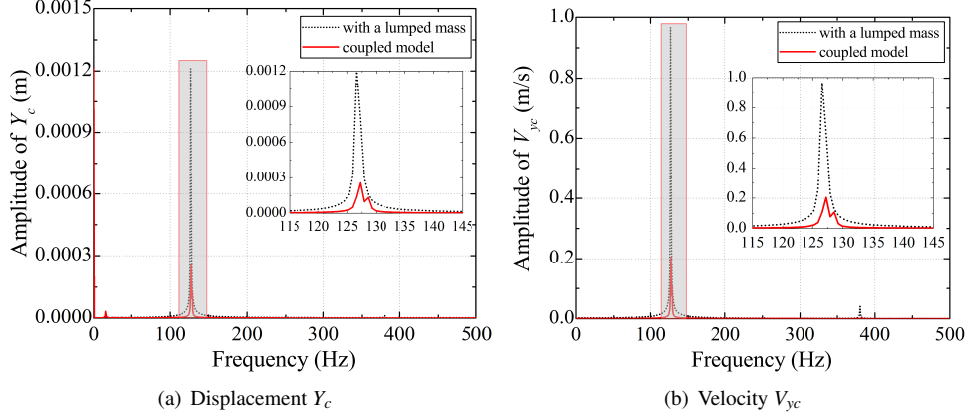 0.0015
0.0012
0.0009
0.0006
0.0003
0.0000
Amplitude of Y_c (m)
with a lumped mass
coupled model
0.0012
0.0009
0.0006
0.0003
0.0000
115 120 125 130 135 140 145
0 100 200 300 400 500
Frequency (Hz)
(a) Displacement Y_c
1.0
0.8
0.6
0.4
0.2
0.0
Amplitude of V_yc (m/s)
with a lumped mass
coupled model
1.0
0.8
0.6
0.4
0.2
0.0
115 120 125 130 135 140 145
0 100 200 300 400 500
Frequency (Hz)
(b) Velocity V_yc